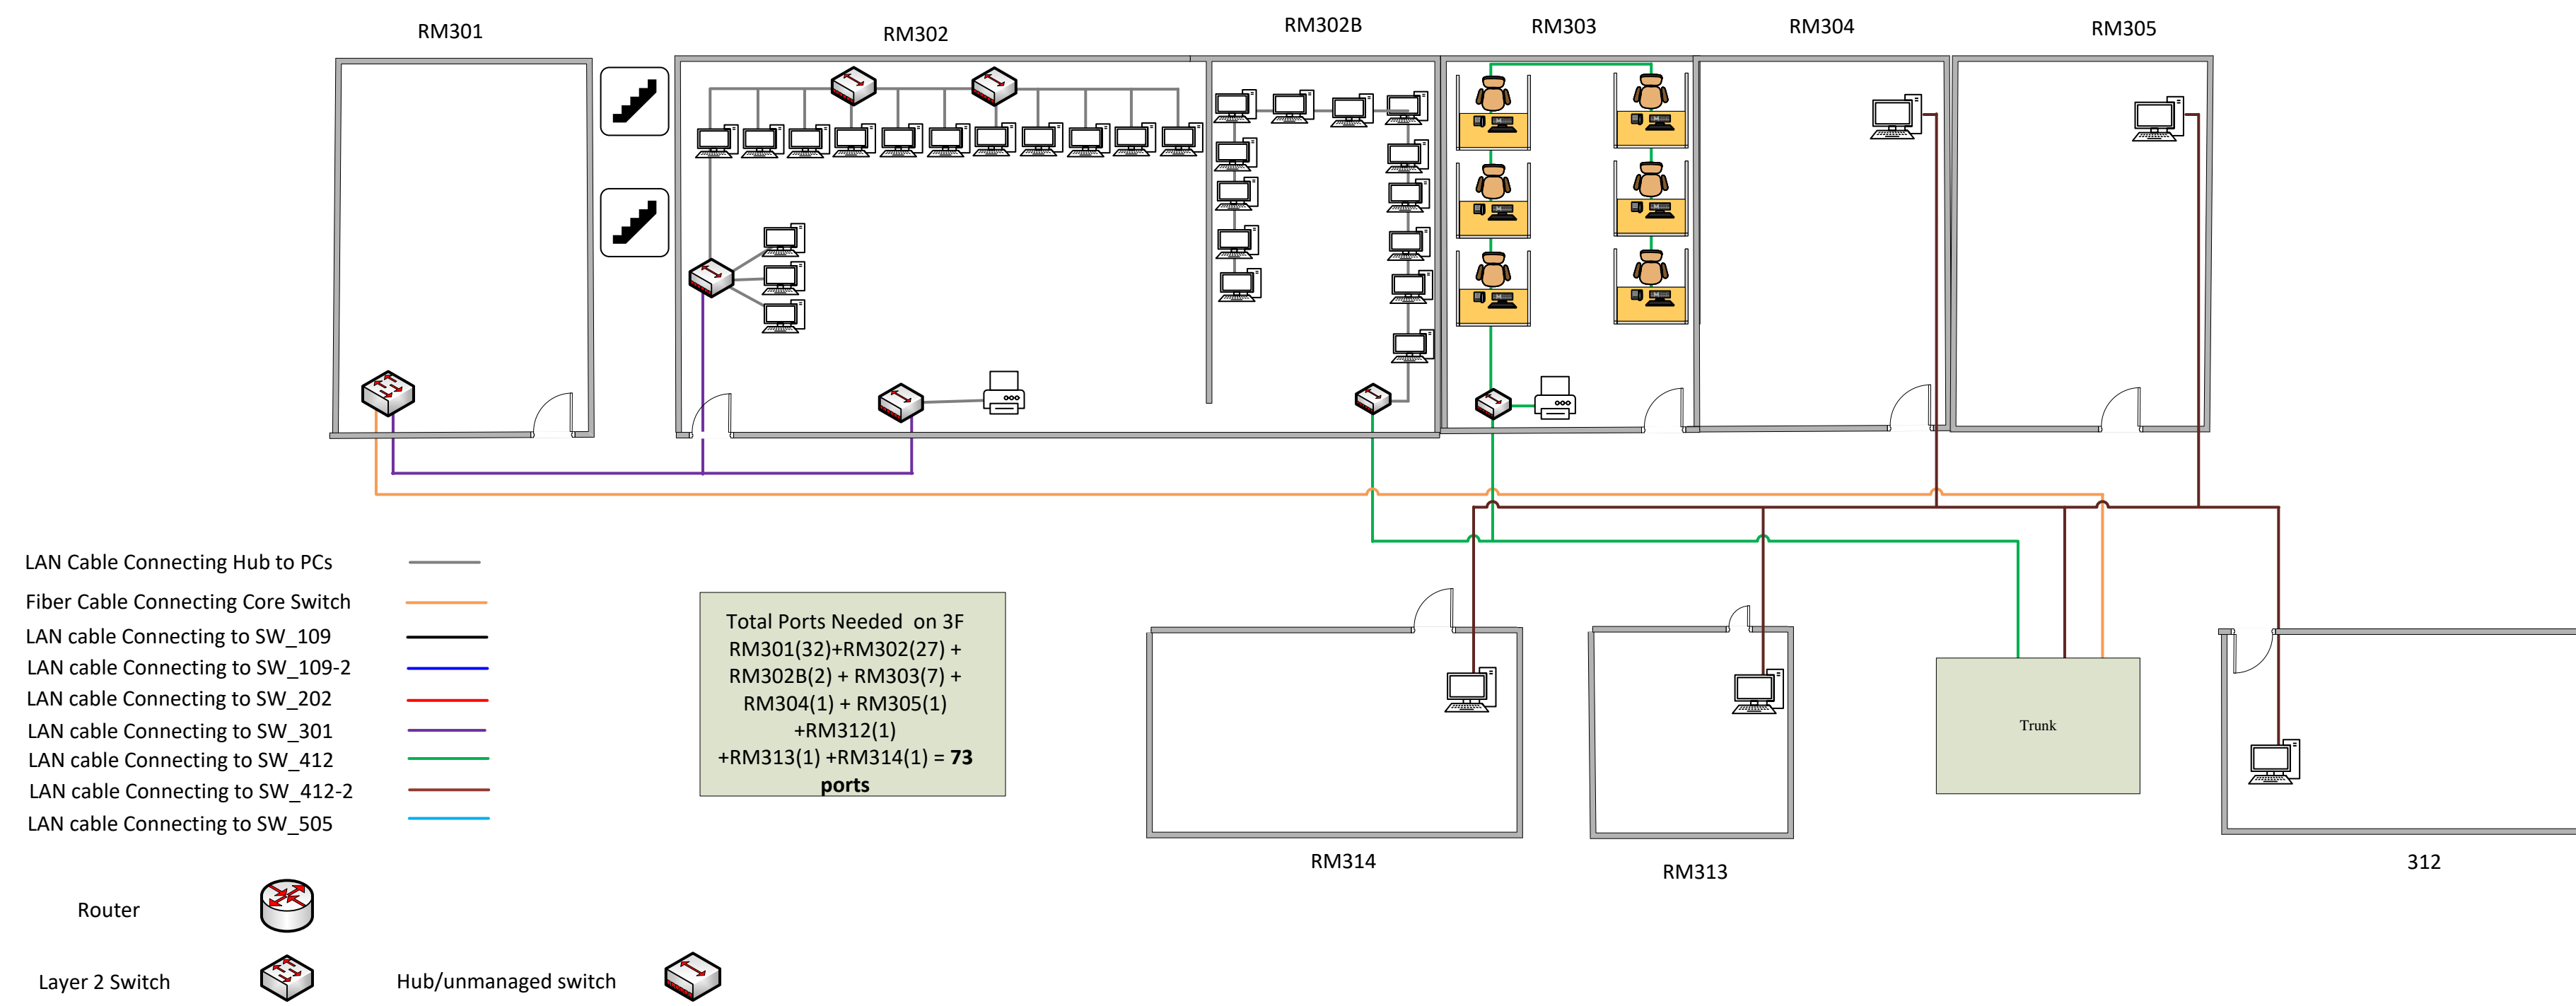 RM301
RM302
RM302B
RM303
RM304
RM305
LAN Cable Connecting Hub to PCs
Fiber Cable Connecting Core Switch
LAN cable Connecting to SW_109
LAN cable Connecting to SW_109-2
LAN cable Connecting to SW_202
LAN cable Connecting to SW_301
LAN cable Connecting to SW_412
LAN cable Connecting to SW_412-2
LAN cable Connecting to SW_505
Total Ports Needed on 3F
RM301(32)+RM302(27) +
RM302B(2) + RM303(7) +
RM304(1) + RM305(1)
+RM312(1)
+RM313(1) +RM314(1) = 73
ports
Trunk
RM314
RM313
312
Router
Layer 2 Switch
Hub/unmanaged switch